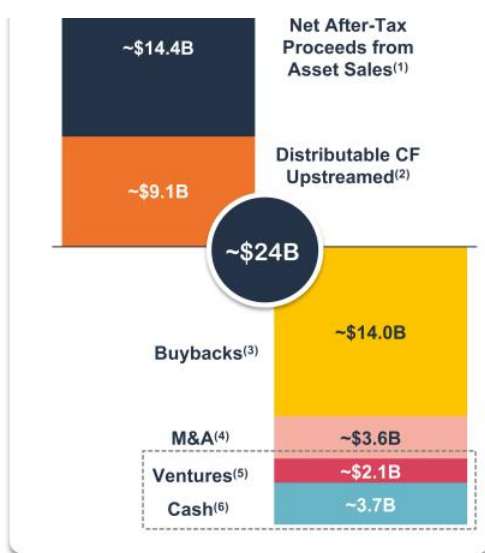 ~$14.4B
Net After-Tax
Proceeds from
Asset Sales(1)
~$9.1B
Distributable CF
Upstreamed(2)
~$24B
Buybacks(3)
~$14.0B
M&A(4)
~$3.6B
Ventures(5)
~$2.1B
Cash(6)
~3.7B